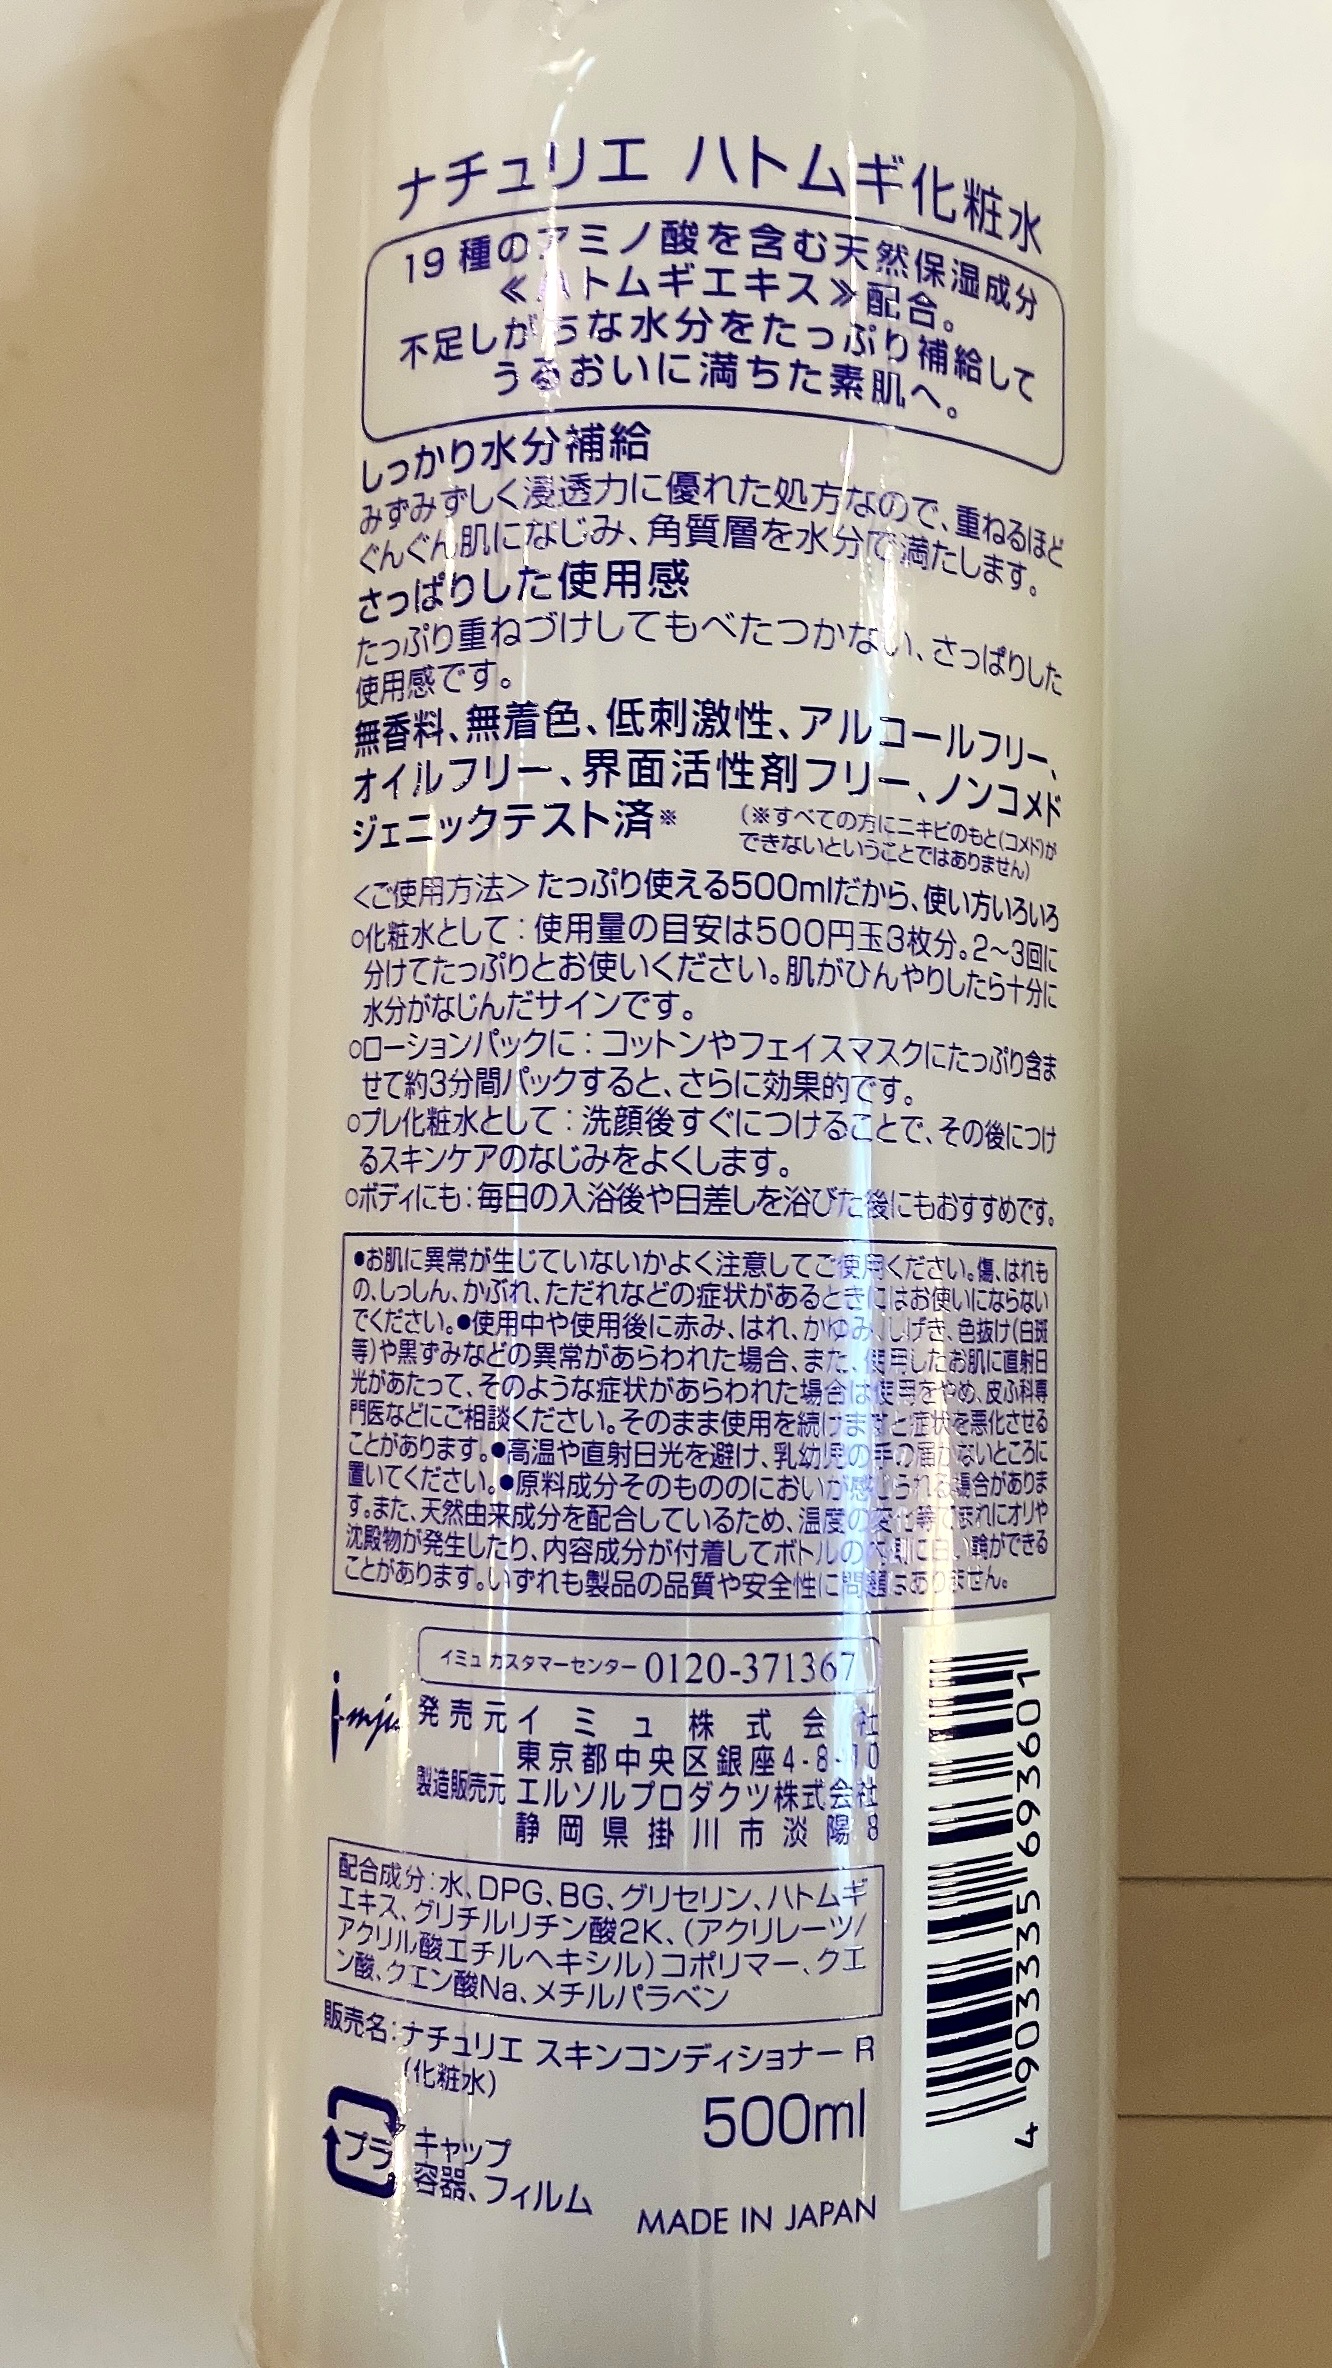 ナチュリエ ハトムギ化粧水
19種のアミノ酸を含む天然保湿成分
≪ハトムギエキス≫配合。
不足しがちな水分をたっぷり補給して
うるおいに満ちた素肌へ。
しっかり水分補給
みずみずしく浸透力に優れた処方なので、重ねるほど
ぐんぐん肌になじみ、角質層を水分で満たします。
さっぱりした使用感
たっぷり重ねづけしてもべたつかない、さっぱりした
使用感です。
無香料、無着色、低刺激性、アルコールフリー、
オイルフリー、界面活性剤フリー、ノンコメド
ジェニックテスト済※
(※すべての方にニキビのもと(コメド)が
できないということではありません)
<ご使用方法>たっぷり使える500mlだから、使い方いろいろ
○化粧水として：使用量の目安は500円玉3枚分。2～3回に
分けてたっぷりとお使いください。肌がひんやりしたら十分に
水分がなじんだサインです。
○ローションパックに：コットンやフェイスマスクにたっぷり含ま
せて約3分間パックすると、さらに効果的です。
○プレ化粧水として：洗顔後すぐにつけることで、その後につけ
るスキンケアのなじみをよくします。
○ボディにも：毎日の入浴後や日差しを浴びた後にもおすすめです。
●お肌に異常が生じていないかよく注意してご使用ください。傷、はれも
の、しっしん、かぶれ、ただれなどの症状があるときにはお使いにならない
でください。●使用中や使用後に赤み、はれ、かゆみ、しげき、色抜け(白斑
等)や黒ずみなどの異常があらわれた場合、また、使用したお肌に直射日
光があたって、そのような症状があらわれた場合は使用をやめ、皮ふ科専
門医などにご相談ください。そのまま使用を続けますと症状を悪化させる
ことがあります。●高温や直射日光を避け、乳幼児の手の届かないところに
置いてください。●原料成分そのもののにおいが感じられる場合がありま
す。また、天然由来成分を配合しているため、温度の変化等でまれにオリや
沈殿物が発生したり、内容成分が付着してボトルの内側に白い輪ができる
ことがあります。いずれも製品の品質や安全性に問題はありません。
イミュ カスタマーセンター 0120-371367
i-mju
発売元 イミュ株式会社
東京都中央区銀座4-8-10
製造販売元 エルソルプロダクツ株式会社
静岡県掛川市淡陽8
配合成分：水、DPG、BG、グリセリン、ハトムギ
エキス、グリチルリチン酸2K、(アクリレーツ/
アクリル酸エチルヘキシル)コポリマー、クエ
ン酸、クエン酸Na、メチルパラベン
販売名：ナチュリエ スキンコンディショナー R
(化粧水)
500ml
プラ
キャップ
容器、フィルム
MADE IN JAPAN
4903335693601